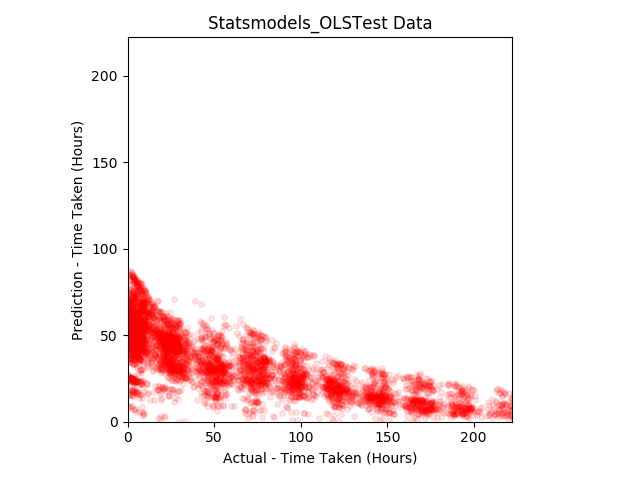 Statsmodels_OLSTest Data
Prediction - Time Taken (Hours)
200
150
100
50
0
0 50 100 150 200
Actual - Time Taken (Hours)